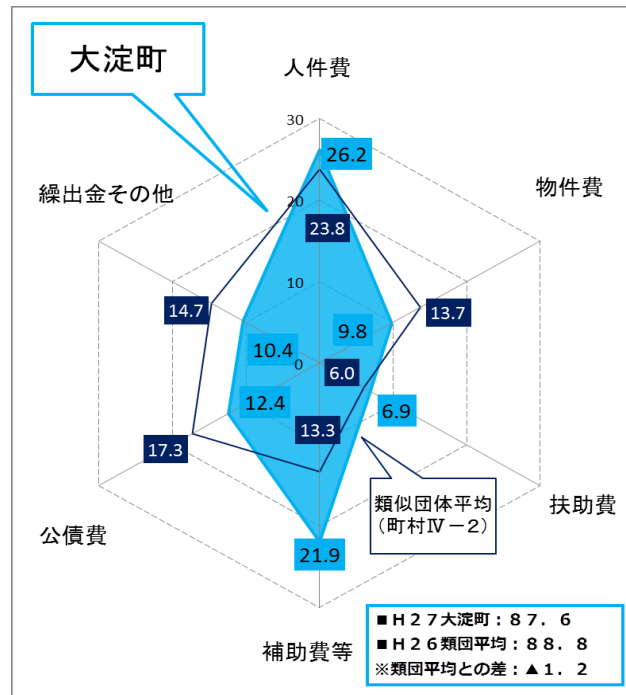 大淀町
人件費
30
26.2
繰出金その他
物件費
20
23.8
14.7
13.7
10
9.8
10.4
0
6.0
12.4
6.9
13.3
17.3
類似団体平均
(町村Ⅳ－2)
扶助費
公債費
21.9
補助費等
■Ｈ２７大淀町：８７．６
■Ｈ２６類団平均：８８．８
※類団平均との差：▲１．２